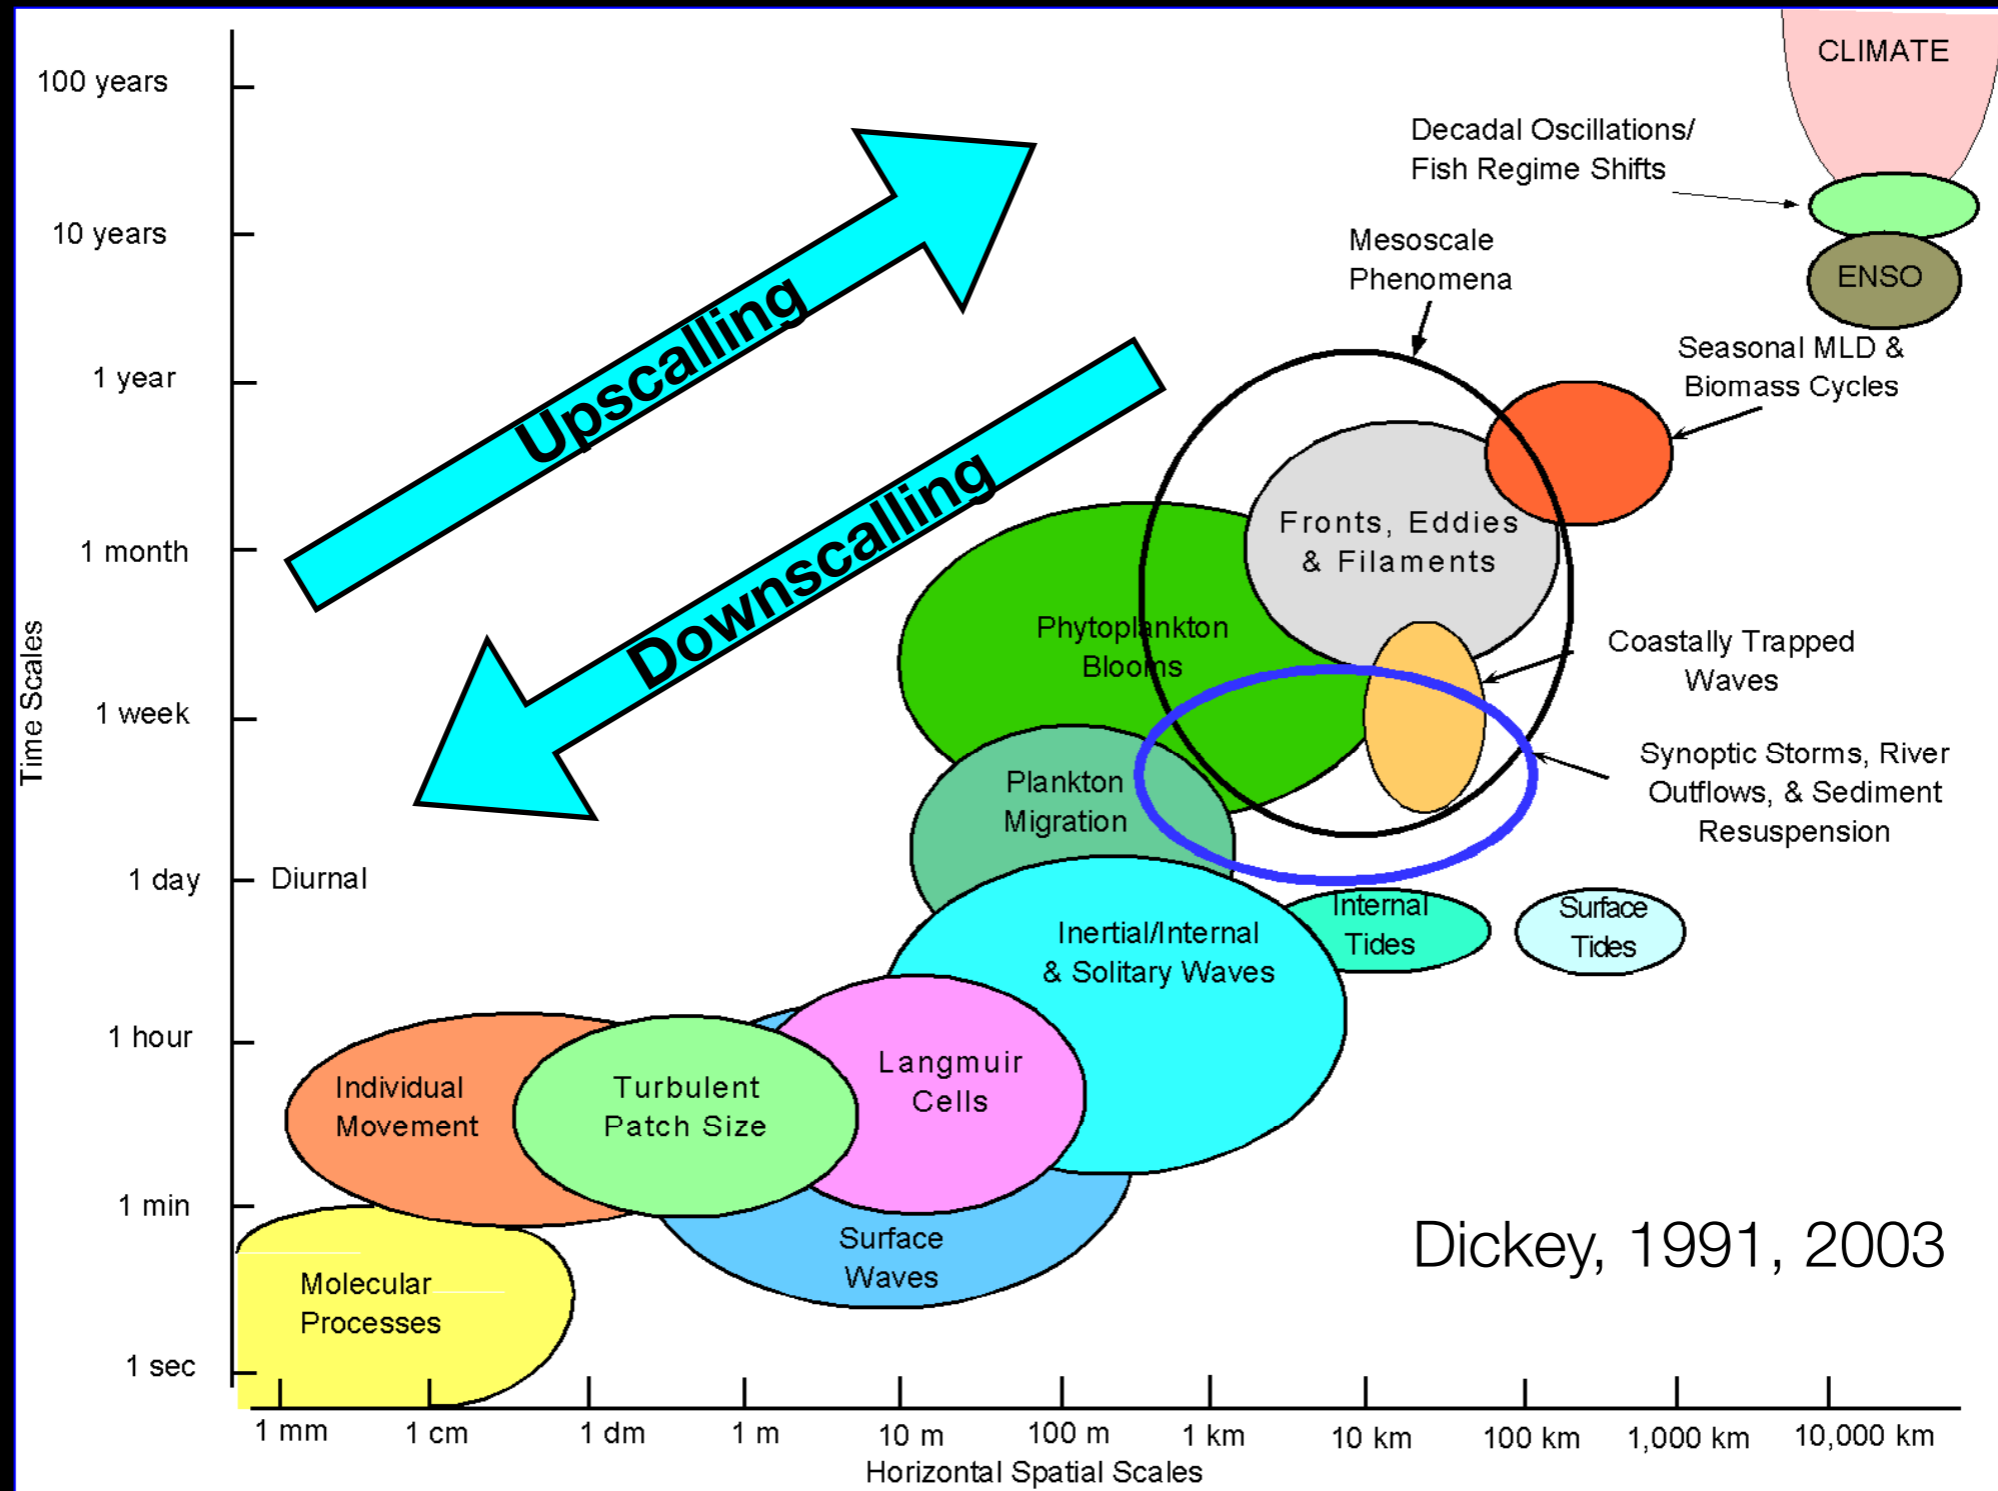 CLIMATE
100 years
Decadal Oscillations/
Fish Regime Shifts
10 years
Mesoscale
Phenomena
ENSO
Upscalling
Seasonal MLD &
Biomass Cycles
1 year
Downscalling
Fronts, Eddies
& Filaments
1 month
Phytoplankton
Blooms
Coastally Trapped
Waves
Time Scales
1 week
Synoptic Storms, River
Outflows, & Sediment
Resuspension
Plankton
Migration
1 day
Diurnal
Internal
Tides
Surface
Tides
Inertial/Internal
& Solitary Waves
1 hour
Individual
Movement
Turbulent
Patch Size
Langmuir
Cells
1 min
Surface
Waves
Dickey, 1991, 2003
Molecular
Processes
1 sec
1 mm
1 cm
1 dm
1 m
10 m
100 m
1 km
10 km
100 km
1,000 km
10,000 km
Horizontal Spatial Scales